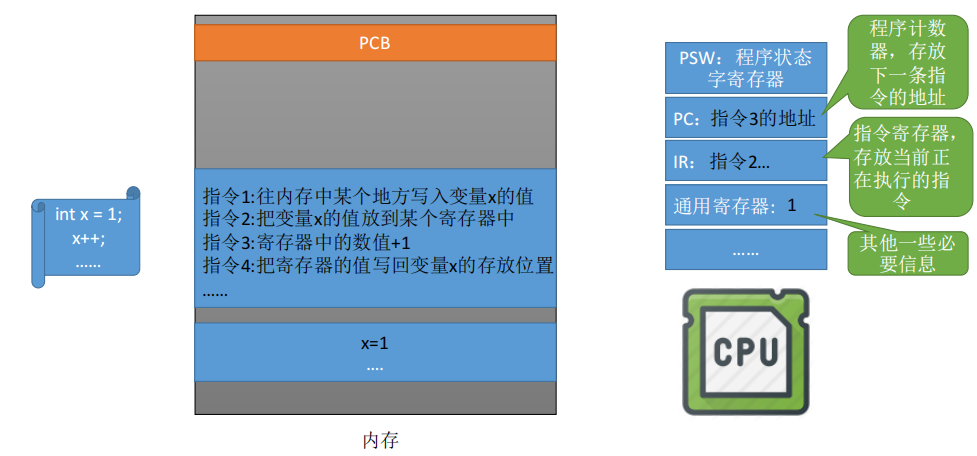 int x = 1;
x++;
......
PCB
指令1:往内存中某个地方写入变量x的值
指令2:把变量x的值放到某个寄存器中
指令3:寄存器中的数值+1
指令4:把寄存器的值写回变量x的存放位置
......
x=1
....
内存
PSW：程序状态
字寄存器
PC：指令3的地址
IR：指令2...
通用寄存器：1
......
程序计数
器，存放
下一条指
令的地址
指令寄存器，
存放当前正
在执行的指
令
其他一些必
要信息
CPU